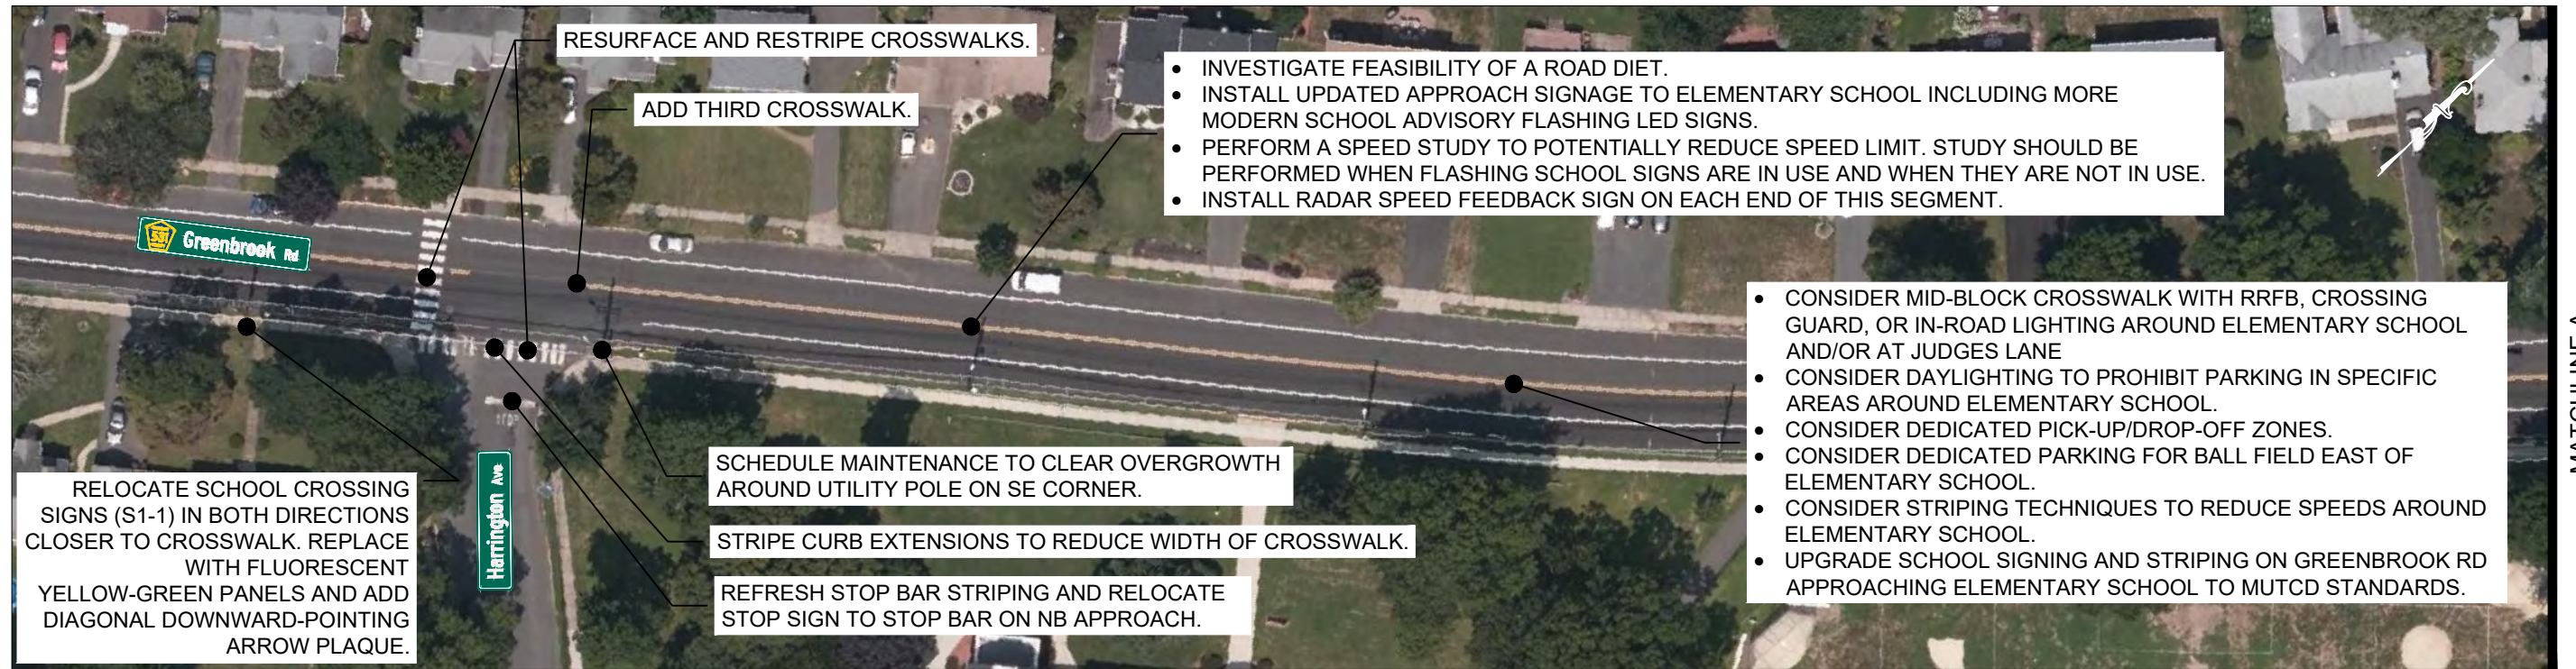 RESURFACE AND RESTRIPE CROSSWALKS.
ADD THIRD CROSSWALK.
• INVESTIGATE FEASIBILITY OF A ROAD DIET.
• INSTALL UPDATED APPROACH SIGNAGE TO ELEMENTARY SCHOOL INCLUDING MORE
MODERN SCHOOL ADVISORY FLASHING LED SIGNS.
• PERFORM A SPEED STUDY TO POTENTIALLY REDUCE SPEED LIMIT. STUDY SHOULD BE
PERFORMED WHEN FLASHING SCHOOL SIGNS ARE IN USE AND WHEN THEY ARE NOT IN USE.
• INSTALL RADAR SPEED FEEDBACK SIGN ON EACH END OF THIS SEGMENT.
531 Greenbrook Rd
• CONSIDER MID-BLOCK CROSSWALK WITH RRFB, CROSSING
GUARD, OR IN-ROAD LIGHTING AROUND ELEMENTARY SCHOOL
AND/OR AT JUDGES LANE
• CONSIDER DAYLIGHTING TO PROHIBIT PARKING IN SPECIFIC
AREAS AROUND ELEMENTARY SCHOOL.
• CONSIDER DEDICATED PICK-UP/DROP-OFF ZONES.
• CONSIDER DEDICATED PARKING FOR BALL FIELD EAST OF
ELEMENTARY SCHOOL.
• CONSIDER STRIPING TECHNIQUES TO REDUCE SPEEDS AROUND
ELEMENTARY SCHOOL.
• UPGRADE SCHOOL SIGNING AND STRIPING ON GREENBROOK RD
APPROACHING ELEMENTARY SCHOOL TO MUTCD STANDARDS.
MATCHLINE A
RELOCATE SCHOOL CROSSING
SIGNS (S1-1) IN BOTH DIRECTIONS
CLOSER TO CROSSWALK. REPLACE
WITH FLUORESCENT
YELLOW-GREEN PANELS AND ADD
DIAGONAL DOWNWARD-POINTING
ARROW PLAQUE.
Harrington Ave
SCHEDULE MAINTENANCE TO CLEAR OVERGROWTH
AROUND UTILITY POLE ON SE CORNER.
STRIPE CURB EXTENSIONS TO REDUCE WIDTH OF CROSSWALK.
REFRESH STOP BAR STRIPING AND RELOCATE
STOP SIGN TO STOP BAR ON NB APPROACH.